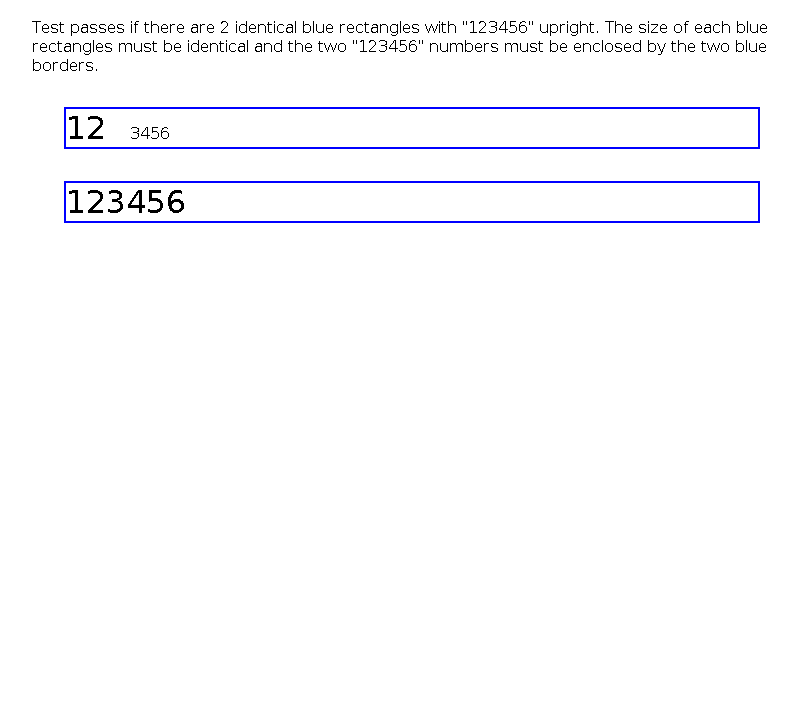 Test passes if there are 2 identical blue rectangles with "123456" upright. The size of each blue
rectangles must be identical and the two "123456" numbers must be enclosed by the two blue
borders.
12 3456
123456